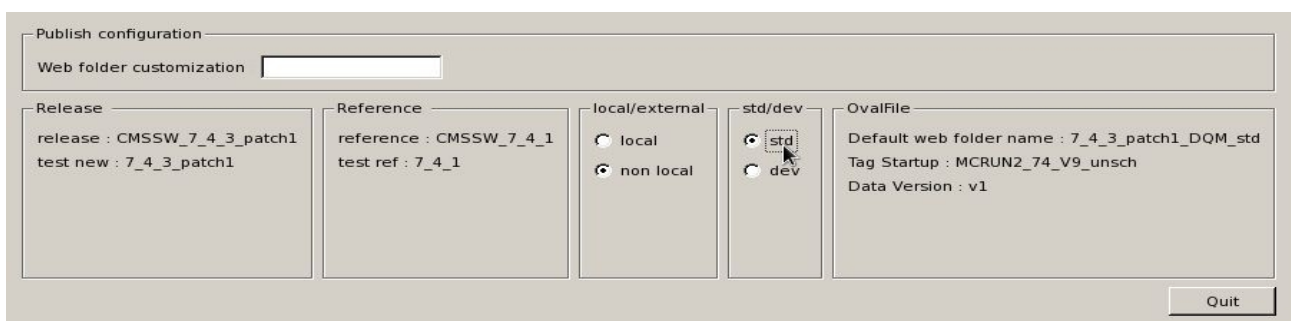 Publish configuration
Web folder customization
Release
release : CMSSW_7_4_3_patch1
test new : 7_4_3_patch1
Reference
reference : CMSSW_7_4_1
test ref : 7_4_1
local/external
local
non local
std/dev
std
dev
OvalFile
Default web folder name : 7_4_3_patch1_DQM_std
Tag Startup : MCRUN2_74_V9_unsch
Data Version : v1
Quit